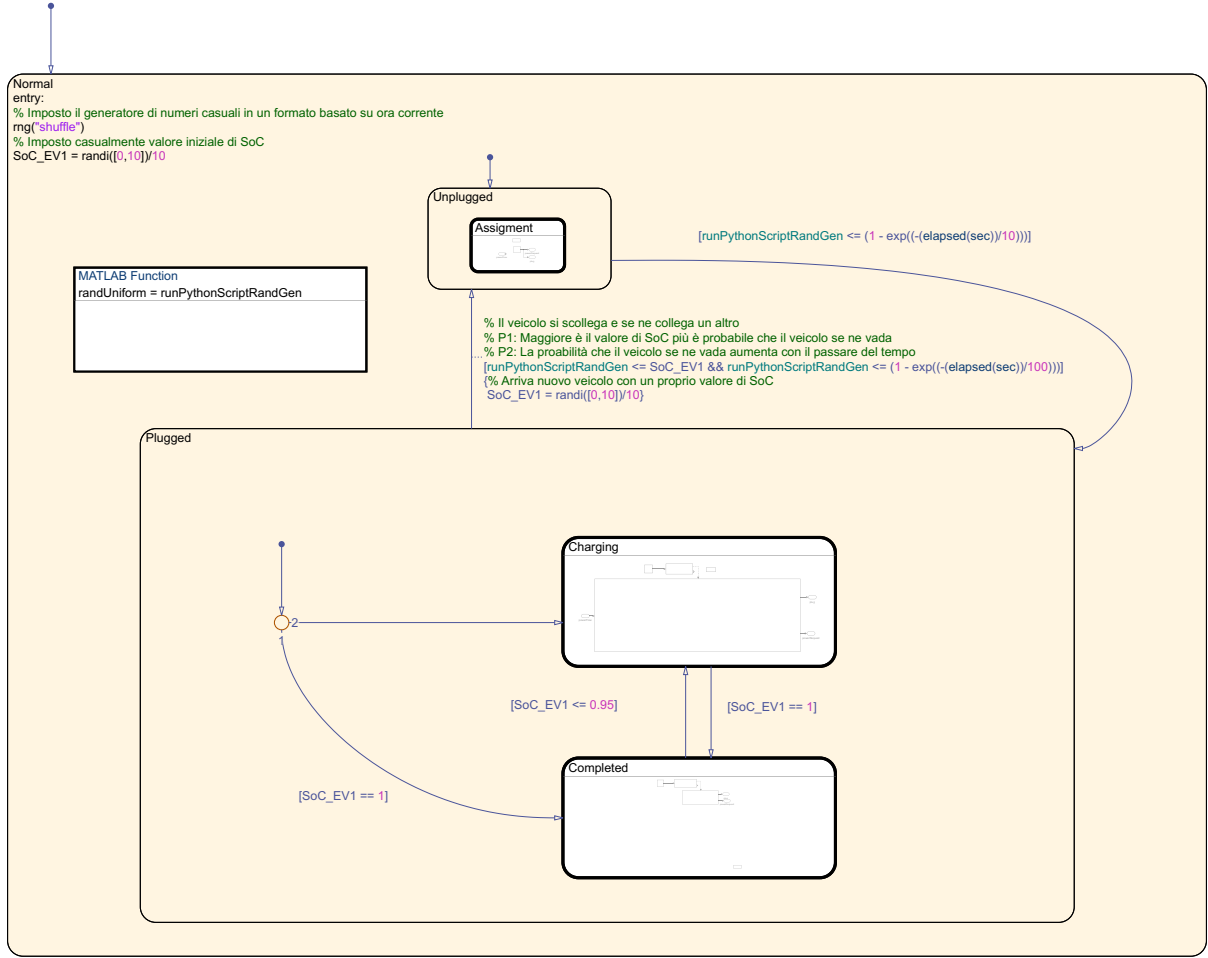 Normal
entry:
% Imposto il generatore di numeri casuali in un formato basato su ora corrente
rng("shuffle")
% Imposto casualmente valore iniziale di SoC
SoC_EV1 = randi([0,10])/10
Unplugged
Assigment
[runPythonScriptRandGen <= (1 - exp((-(elapsed(sec))/10)))]
MATLAB Function
randUniform = runPythonScriptRandGen
% Il veicolo si scollega e se ne collega un altro
% P1: Maggiore è il valore di SoC più è probabile che il veicolo se ne vada
% P2: La proabilità che il veicolo se ne vada aumenta con il passare del tempo
[runPythonScriptRandGen <= SoC_EV1 && runPythonScriptRandGen <= (1 - exp((-(elapsed(sec))/100)))]
{% Arriva nuovo veicolo con un proprio valore di SoC
SoC_EV1 = randi([0,10])/10}
Plugged
Charging
2
1
[SoC_EV1 <= 0.95]
[SoC_EV1 == 1]
Completed
[SoC_EV1 == 1]